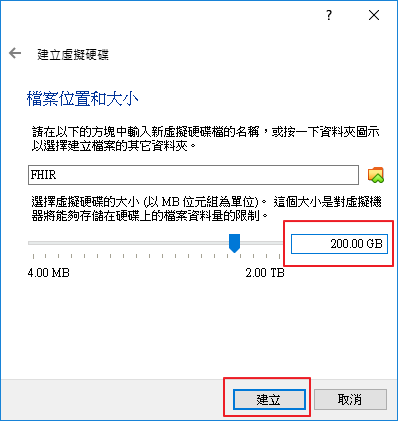 ?
建立虛擬硬碟
檔案位置和大小
請在以下的方塊中輸入新虛擬硬碟檔的名稱，或按一下資料夾圖示
以選擇建立檔案的其它資料夾。
FHIR
選擇虛擬硬碟的大小 (以 MB 位元組為單位)。 這個大小是對虛擬機
器將能夠存儲在硬碟上的檔案資料量的限制。
200.00 GB
4.00 MB 2.00 TB
建立 取消